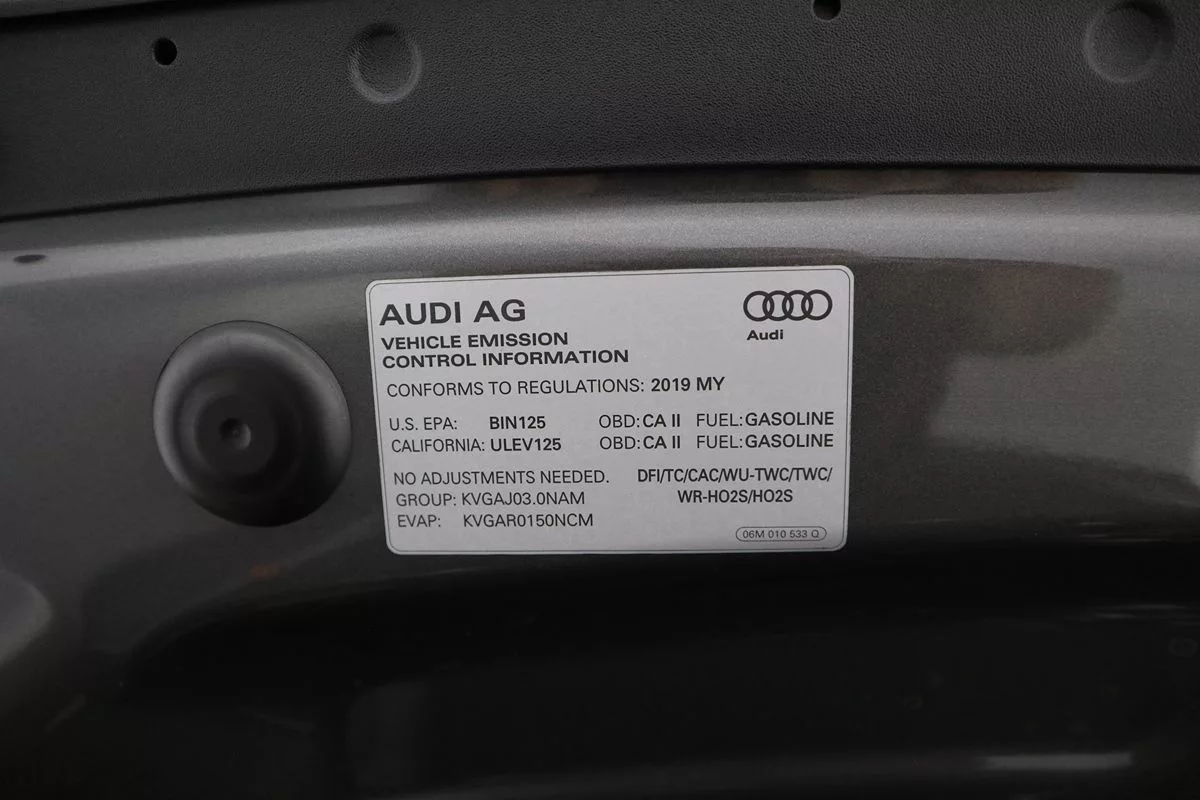 AUDI AG
Audi
VEHICLE EMISSION
CONTROL INFORMATION
CONFORMS TO REGULATIONS: 2019 MY
U.S. EPA: BIN125 OBD:CA II FUEL:GASOLINE
CALIFORNIA: ULEV125 OBD:CA II FUEL:GASOLINE
NO ADJUSTMENTS NEEDED. DFI/TC/CAC/WU-TWC/TWC/
GROUP: KVGAJ03.0NAM WR-HO2S/HO2S
EVAP: KVGAR0150NCM
06M 010 533 Q